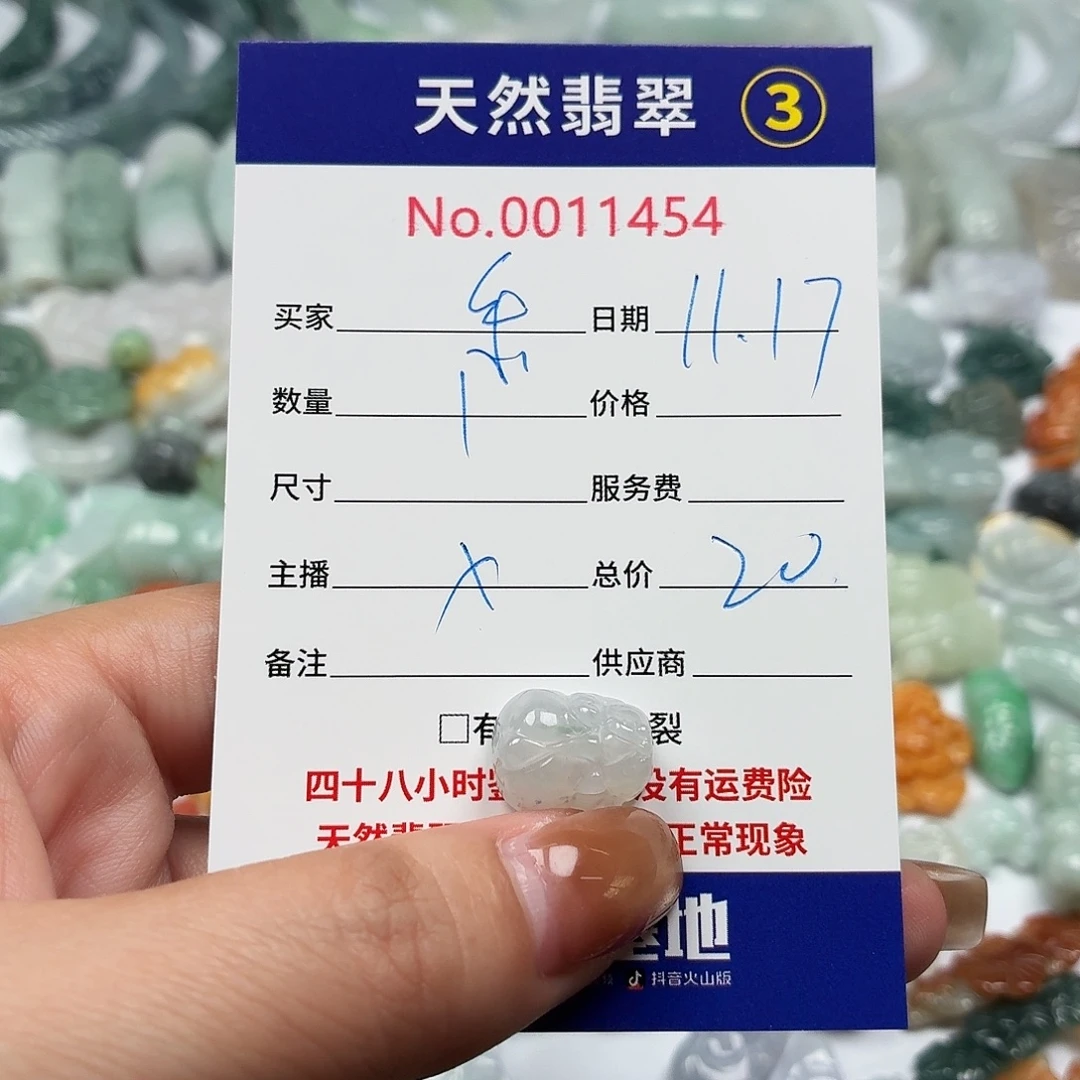 天然翡翠 3
No.0011454
买家 日期 11.17
数量 1 价格
尺寸 服务费
主播 X 总价 20
备注 供应商
□有 裂
四十八小时 没有运费险
天然翡 正常现象
基地
抖音火山版